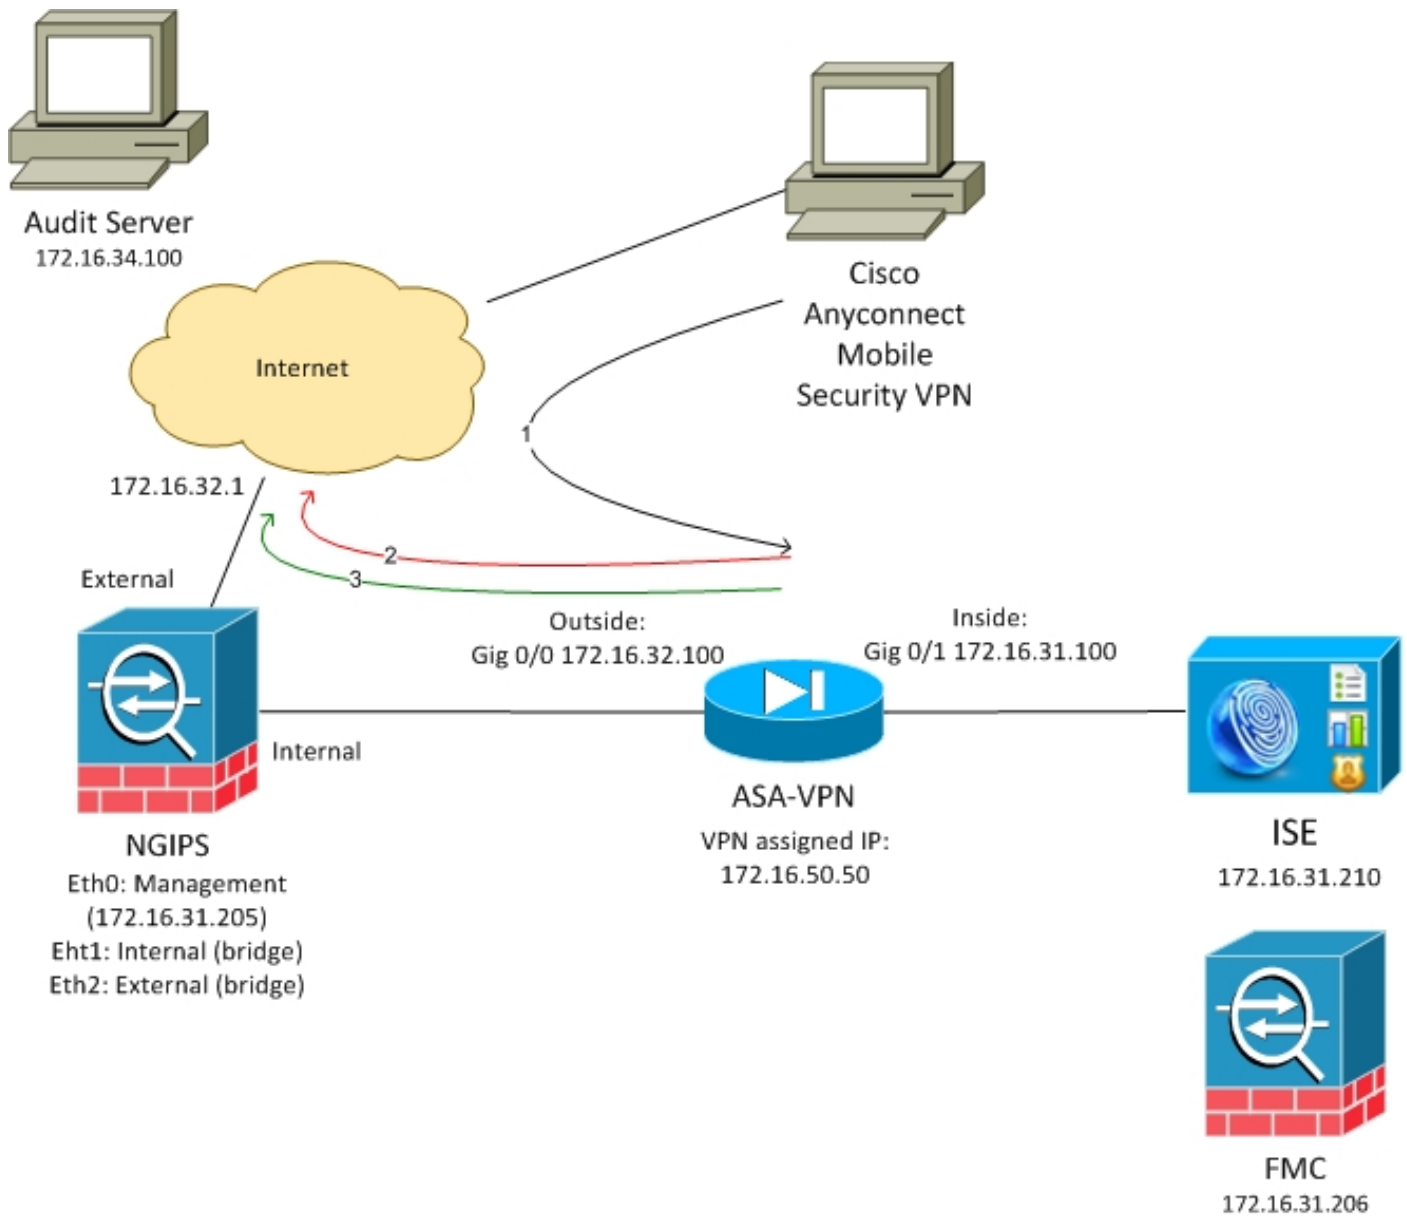 Audit Server
172.16.34.100
Cisco
Anyconnect
Mobile
Security VPN
Internet
1
172.16.32.1
2
3
External
Outside:
Gig 0/0 172.16.32.100
Inside:
Gig 0/1 172.16.31.100
Internal
NGIPS
Eth0: Management
(172.16.31.205)
Eht1: Internal (bridge)
Eth2: External (bridge)
ASA-VPN
VPN assigned IP:
172.16.50.50
ISE
172.16.31.210
FMC
172.16.31.206